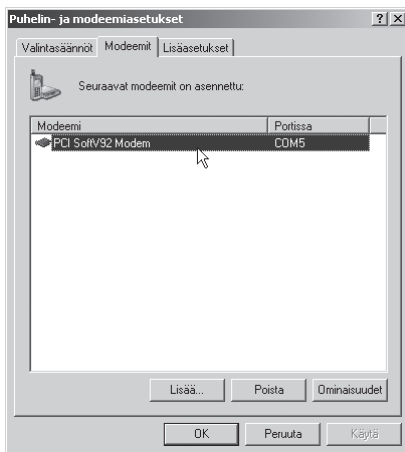 Puhelin- ja modeemiasetukset
Valintasäännöt Modeemit Lisäasetukset
Seuraavat modeemit on asennettu:
Modeemi Portissa
PCI SoftV92 Modem COM5
Lisää... Poista Ominaisuudet
OK Peruuta Käytä